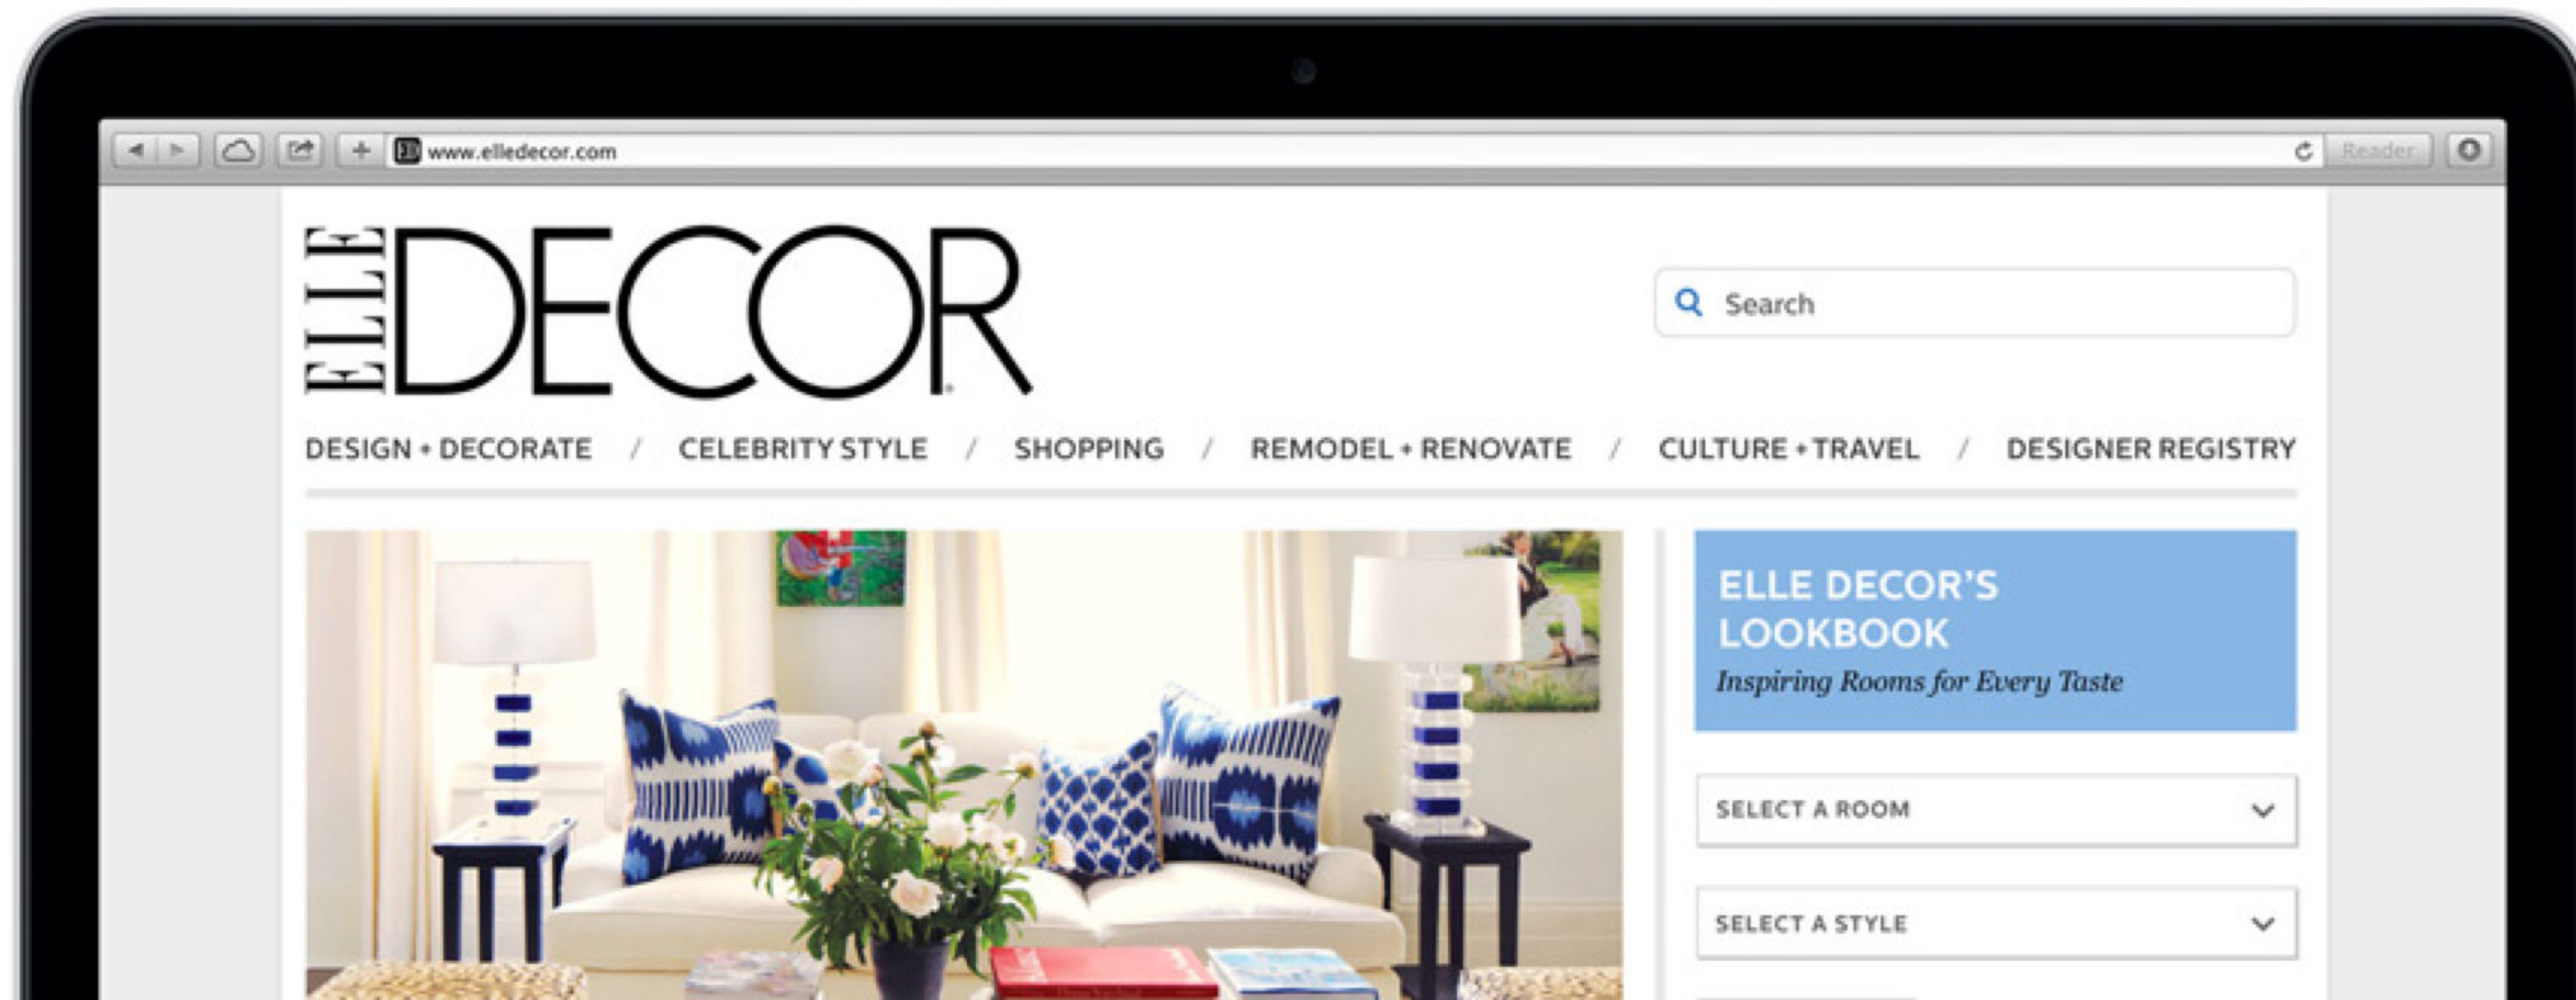 www.elledecor.com
Reader
ELLE DECOR
Search
DESIGN + DECORATE / CELEBRITY STYLE / SHOPPING / REMODEL + RENOVATE / CULTURE + TRAVEL / DESIGNER REGISTRY
ELLE DECOR'S
LOOKBOOK
Inspiring Rooms for Every Taste
SELECT A ROOM
SELECT A STYLE